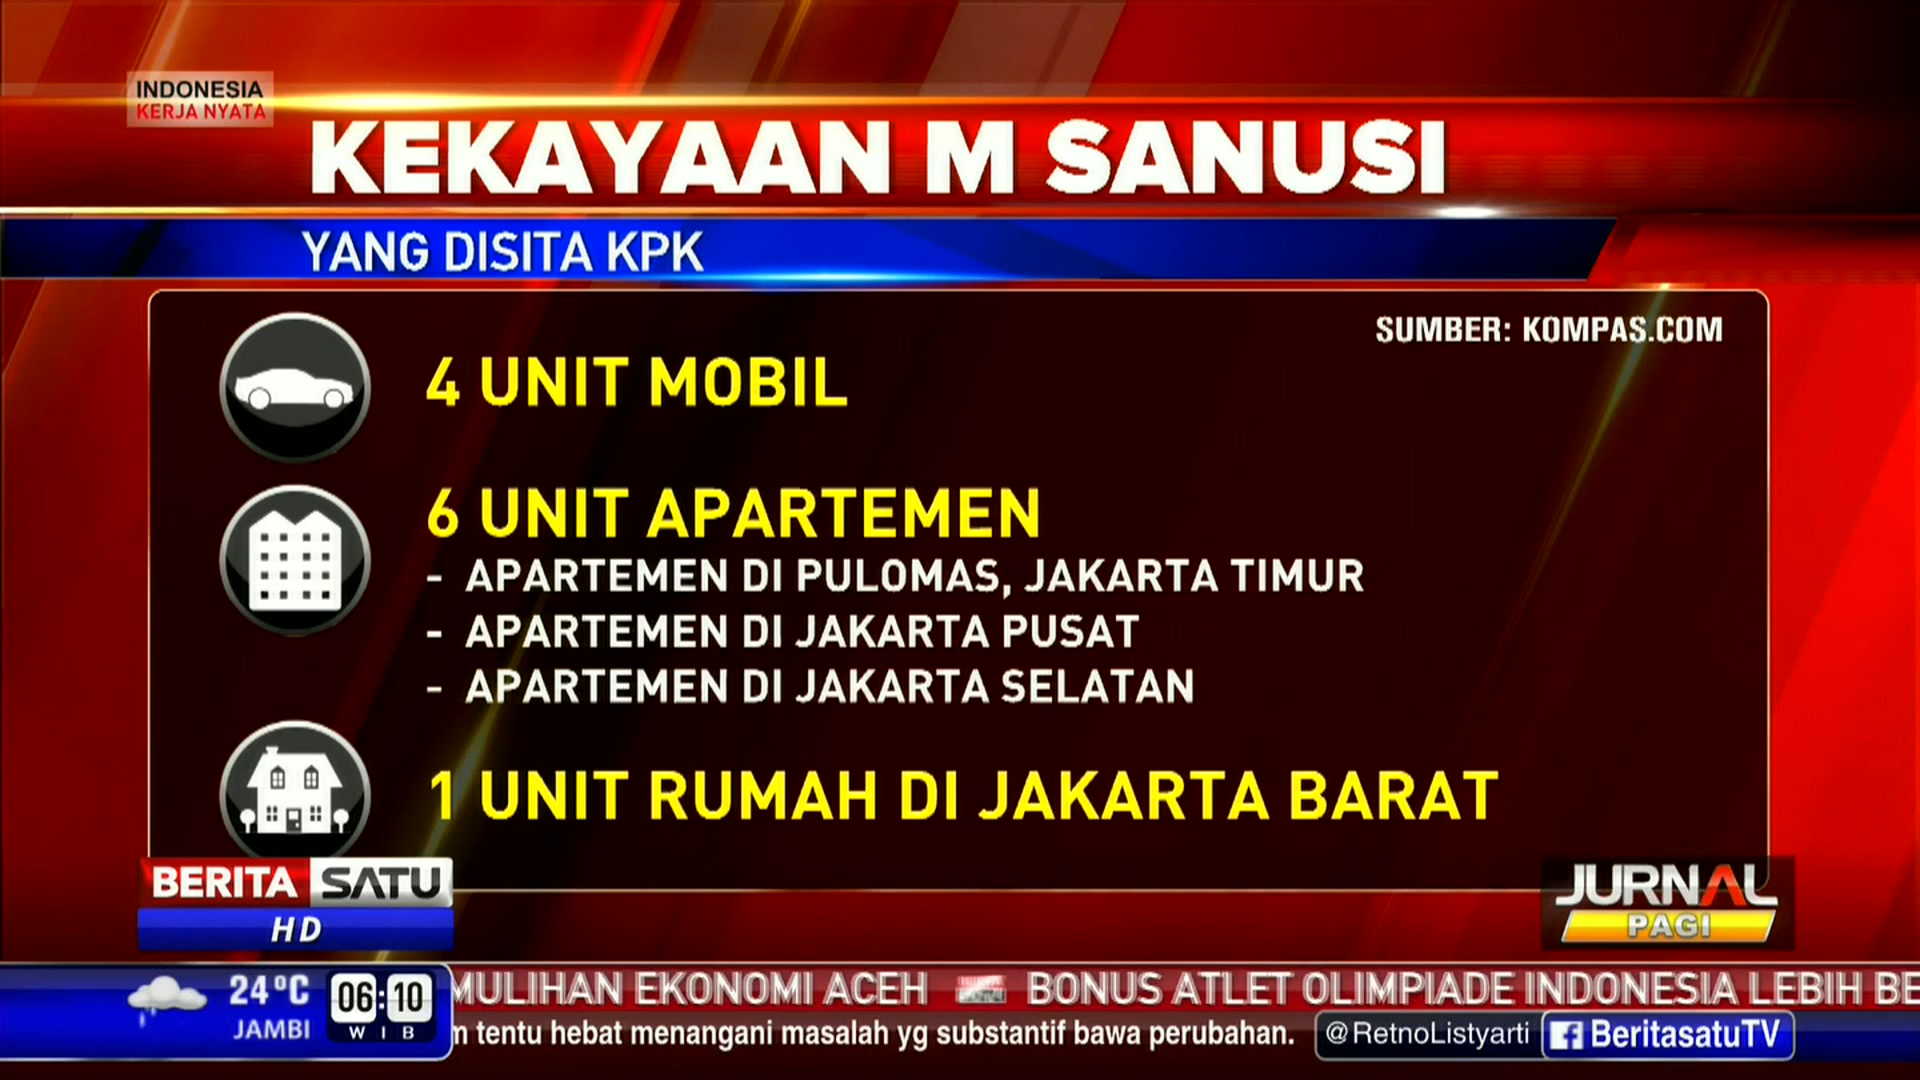 INDONESIA
KERJA NYATA
KEKAYAAN M SANUSI
YANG DISITA KPK
SUMBER: KOMPAS.COM
4 UNIT MOBIL
6 UNIT APARTEMEN
- APARTEMEN DI PULOMAS, JAKARTA TIMUR
- APARTEMEN DI JAKARTA PUSAT
- APARTEMEN DI JAKARTA SELATAN
1 UNIT RUMAH DI JAKARTA BARAT
BERITA SATU
HD
JURNAL
PAGI
24°C
JAMBI
06:10
WIB
MULIHAN EKONOMI ACEH BONUS ATLET OLIMPIADE INDONESIA LEBIH BE
m tentu hebat menangani masalah yg substantif bawa perubahan. @RetnoListyarti BeritasatuTV